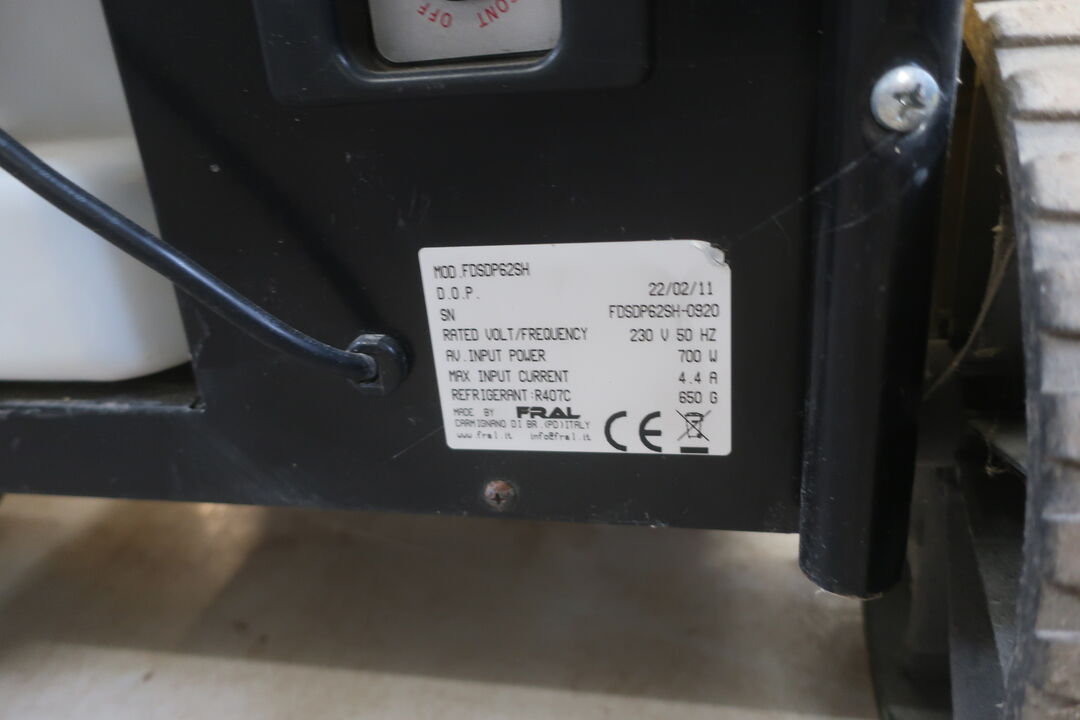 CONT OFF
MOD.FDSDP62SH
D.O.P. 22/02/11
SN FDSDP62SH-0920
RATED VOLT/FREQUENCY 230 V 50 HZ
AV.INPUT POWER 700 W
MAX INPUT CURRENT 4.4 A
REFRIGERANT:R407C 650 G
MADE BY FRAL
CARMIGNANO DI BR.(PD)ITALY
www.fral.it info@fral.it
CE